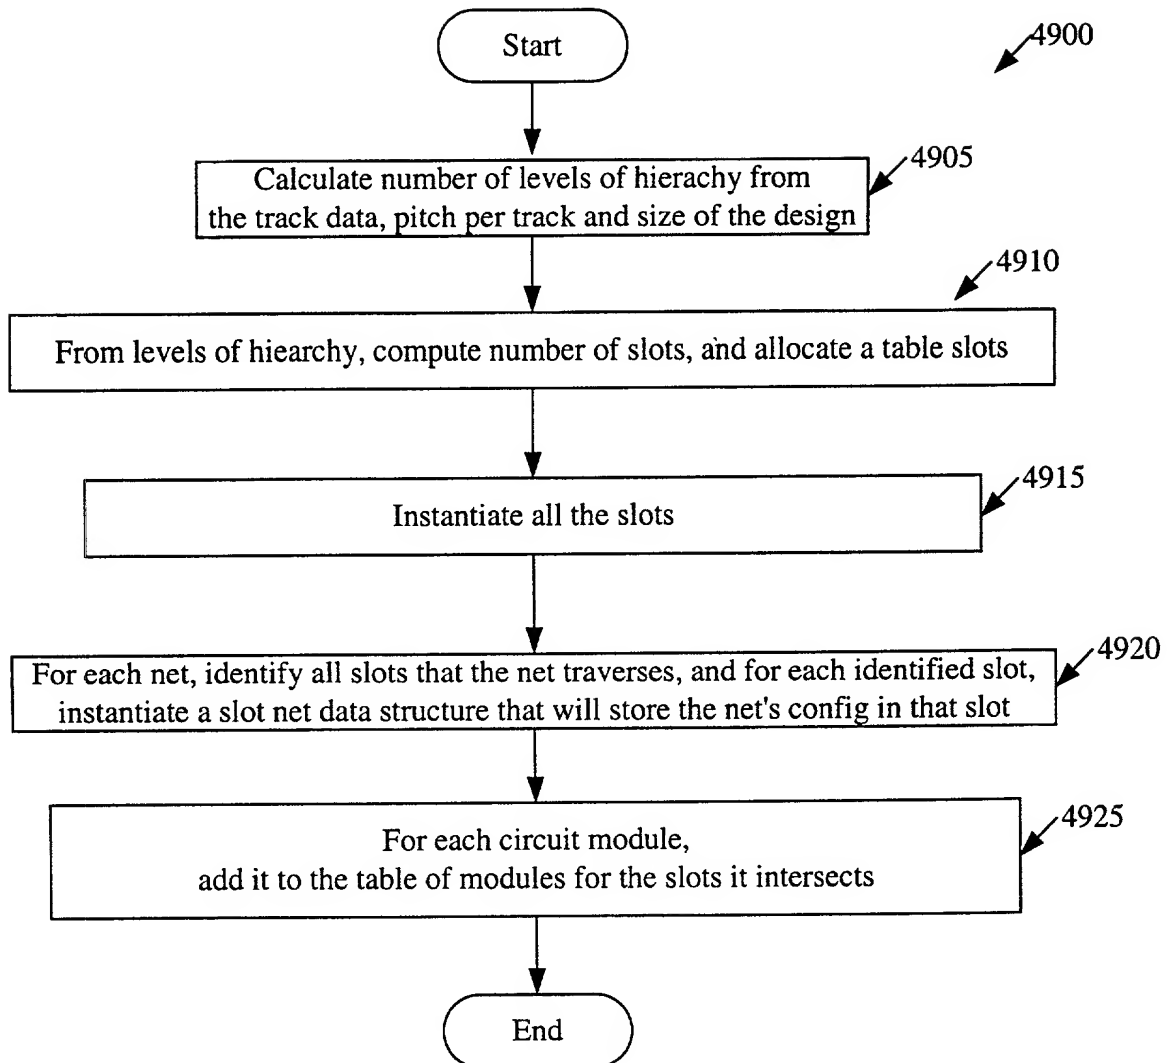 Start
4900
4905
Calculate number of levels of hierachy from
the track data, pitch per track and size of the design
4910
From levels of hiearchy, compute number of slots, and allocate a table slots
4915
Instantiate all the slots
4920
For each net, identify all slots that the net traverses, and for each identified slot,
instantiate a slot net data structure that will store the net's config in that slot
4925
For each circuit module,
add it to the table of modules for the slots it intersects
End